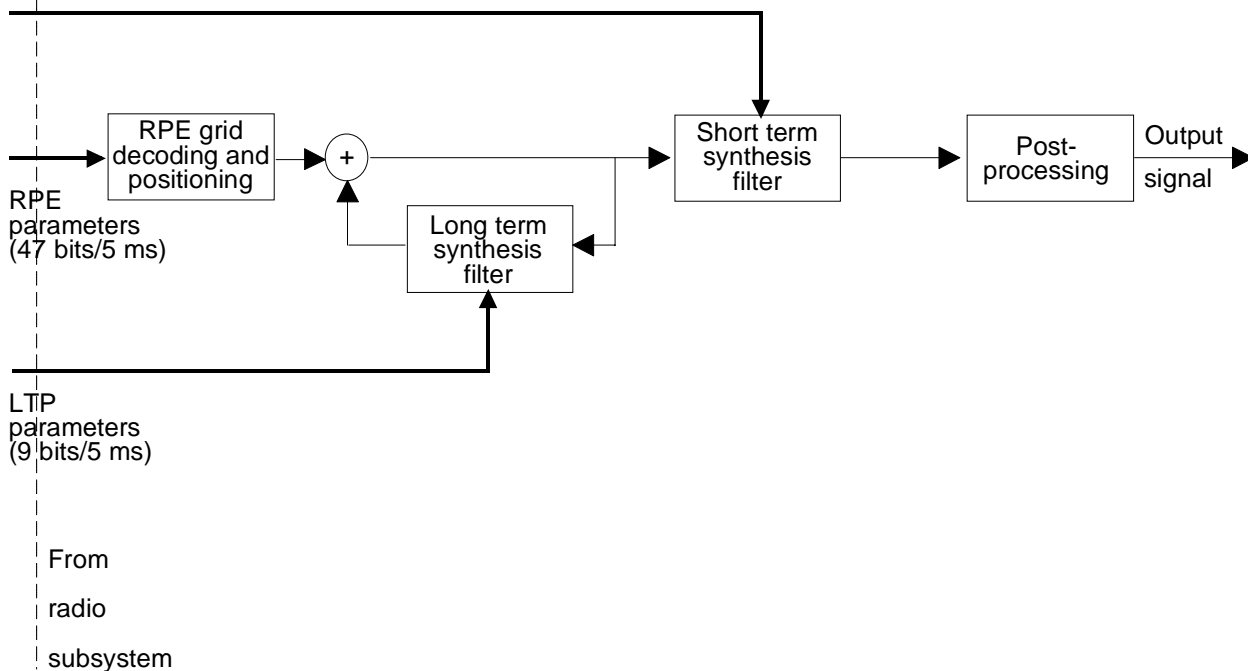 RPE grid
decoding and
positioning
+
Short term
synthesis
filter
Post-
processing
Output
signal
RPE
parameters
(47 bits/5 ms)
Long term
synthesis
filter
LTP
parameters
(9 bits/5 ms)
From
radio
subsystem